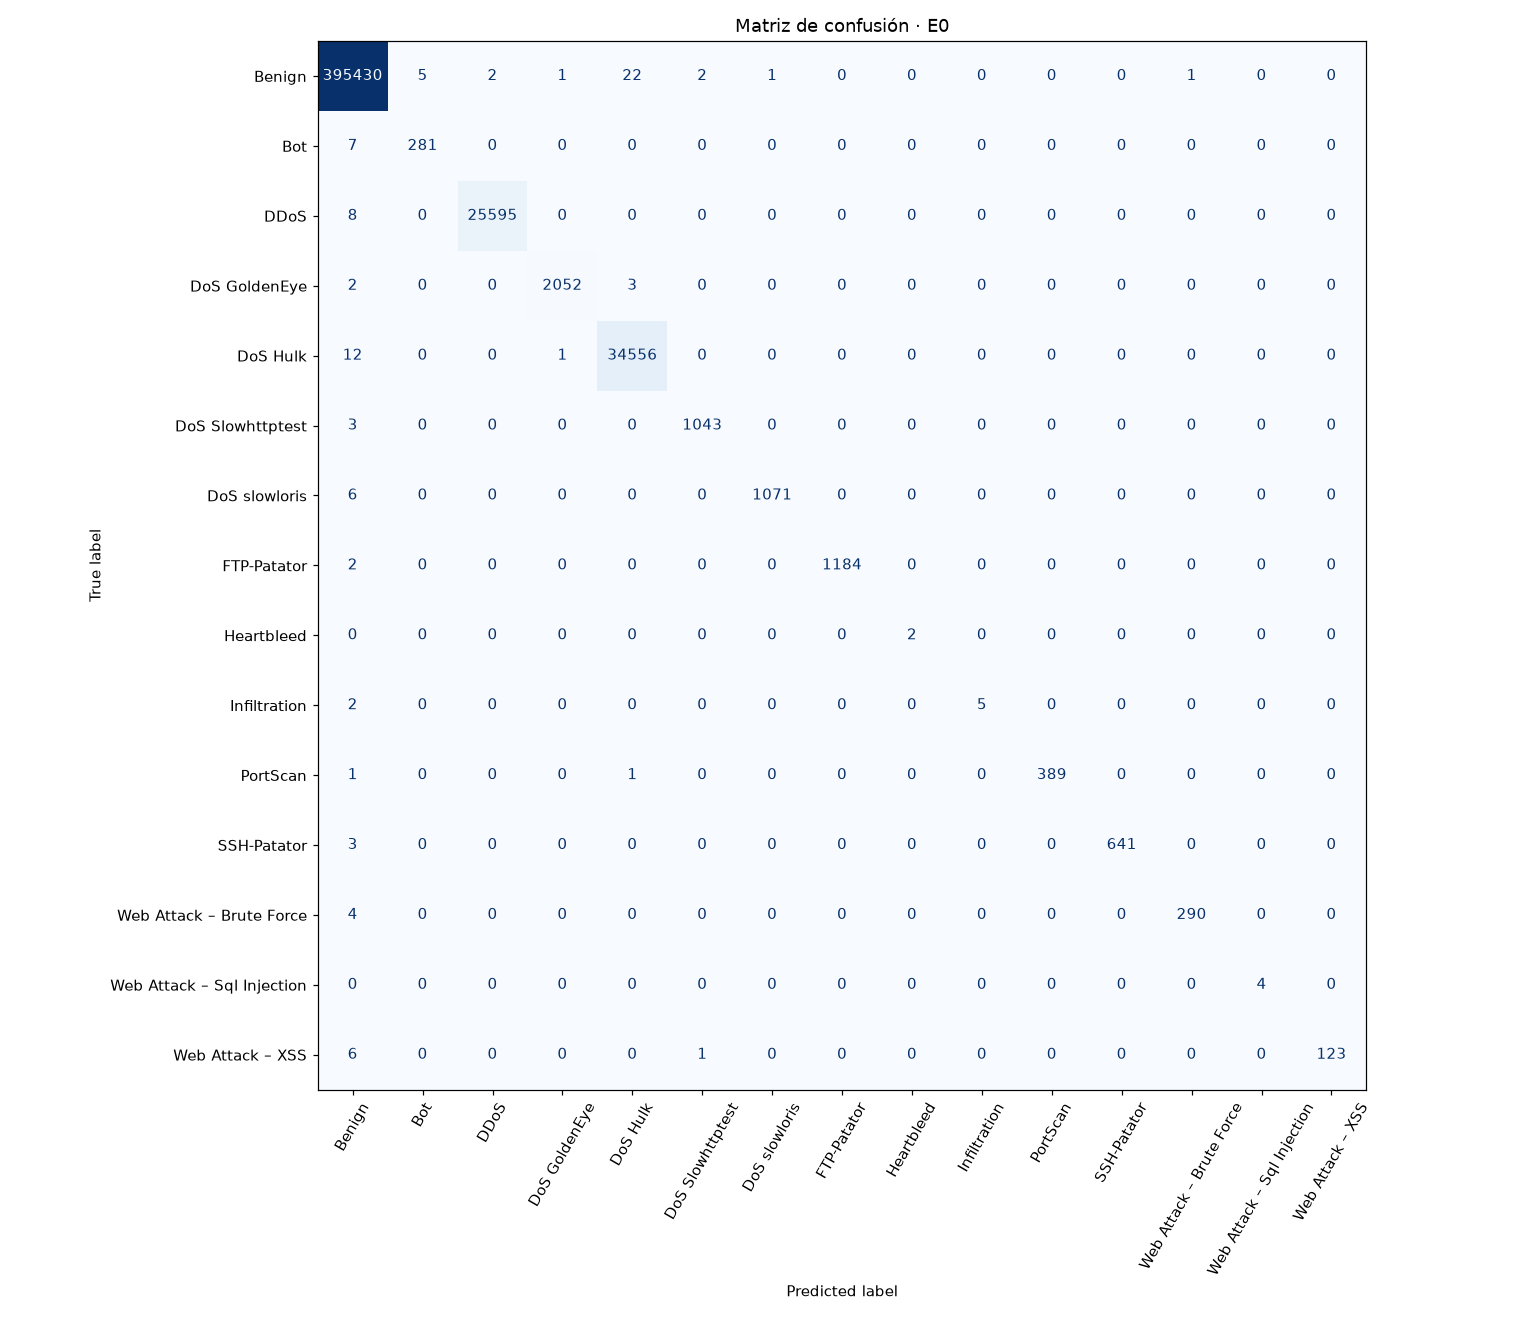 Matriz de confusión · E0
True label
Benign 395430 5 2 1 22 2 1 0 0 0 0 0 1 0 0
Bot 7 281 0 0 0 0 0 0 0 0 0 0 0 0 0
DDoS 8 0 25595 0 0 0 0 0 0 0 0 0 0 0 0
DoS GoldenEye 2 0 0 2052 3 0 0 0 0 0 0 0 0 0 0
DoS Hulk 12 0 0 1 34556 0 0 0 0 0 0 0 0 0 0
DoS Slowhttptest 3 0 0 0 0 1043 0 0 0 0 0 0 0 0 0
DoS slowloris 6 0 0 0 0 0 1071 0 0 0 0 0 0 0 0
FTP-Patator 2 0 0 0 0 0 0 1184 0 0 0 0 0 0 0
Heartbleed 0 0 0 0 0 0 0 0 2 0 0 0 0 0 0
Infiltration 2 0 0 0 0 0 0 0 0 5 0 0 0 0 0
PortScan 1 0 0 0 1 0 0 0 0 0 389 0 0 0 0
SSH-Patator 3 0 0 0 0 0 0 0 0 0 0 641 0 0 0
Web Attack – Brute Force 4 0 0 0 0 0 0 0 0 0 0 0 290 0 0
Web Attack – Sql Injection 0 0 0 0 0 0 0 0 0 0 0 0 0 4 0
Web Attack – XSS 6 0 0 0 0 1 0 0 0 0 0 0 0 0 123
Benign
Bot
DDoS
DoS GoldenEye
DoS Hulk
DoS Slowhttptest
DoS slowloris
FTP-Patator
Heartbleed
Infiltration
PortScan
SSH-Patator
Web Attack – Brute Force
Web Attack – Sql Injection
Web Attack – XSS
Predicted label